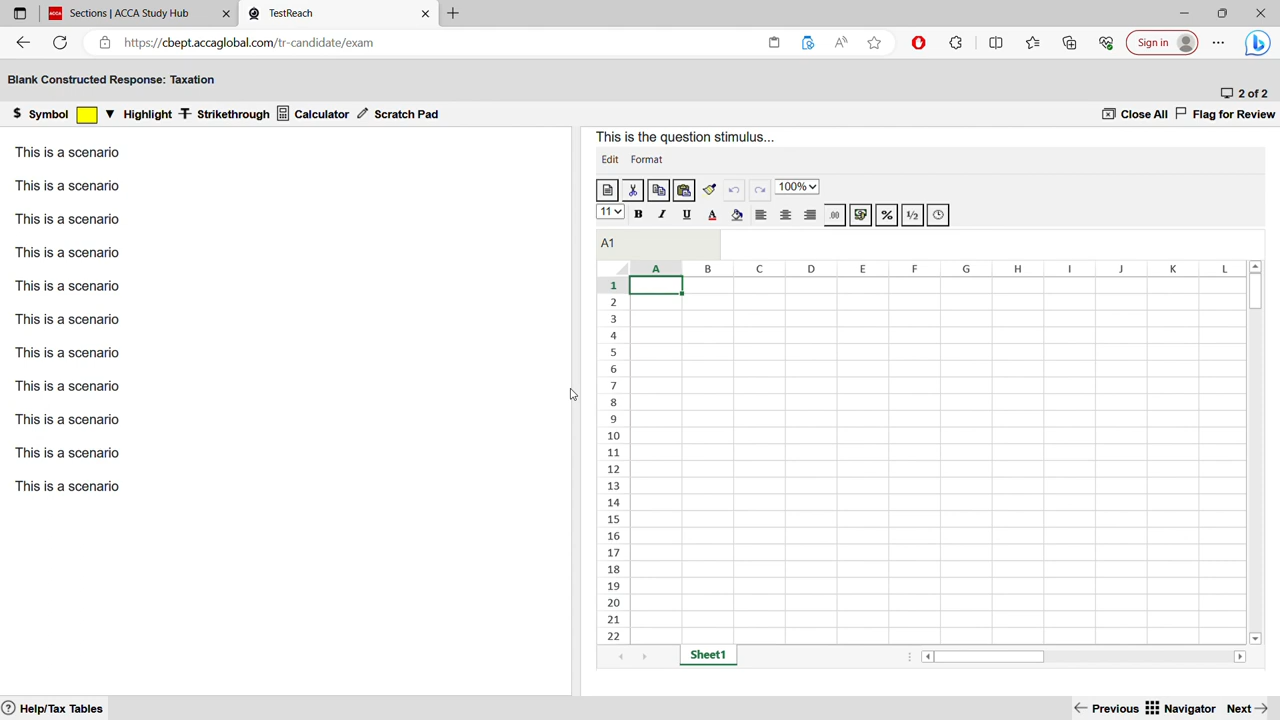 Sections | ACCA Study Hub
TestReach
https://cbept.accaglobal.com/tr-candidate/exam
Sign in
Blank Constructed Response: Taxation
2 of 2
$ Symbol Highlight Strikethrough Calculator Scratch Pad
Close All Flag for Review
This is a scenario
This is a scenario
This is a scenario
This is a scenario
This is a scenario
This is a scenario
This is a scenario
This is a scenario
This is a scenario
This is a scenario
This is a scenario
This is the question stimulus...
Edit Format
100%
11 B I U A .00 % 1/2
A1
A B C D E F G H I J K L
1
2
3
4
5
6
7
8
9
10
11
12
13
14
15
16
17
18
19
20
21
22
Sheet1
Help/Tax Tables
Previous Navigator Next